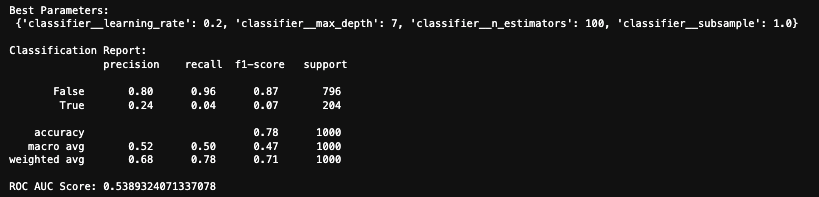 Best Parameters:
{'classifier__learning_rate': 0.2, 'classifier__max_depth': 7, 'classifier__n_estimators': 100, 'classifier__subsample': 1.0}
Classification Report:
precision recall f1-score support
False 0.80 0.96 0.87 796
True 0.24 0.04 0.07 204
accuracy 0.78 1000
macro avg 0.52 0.50 0.47 1000
weighted avg 0.68 0.78 0.71 1000
ROC AUC Score: 0.5389324071337078